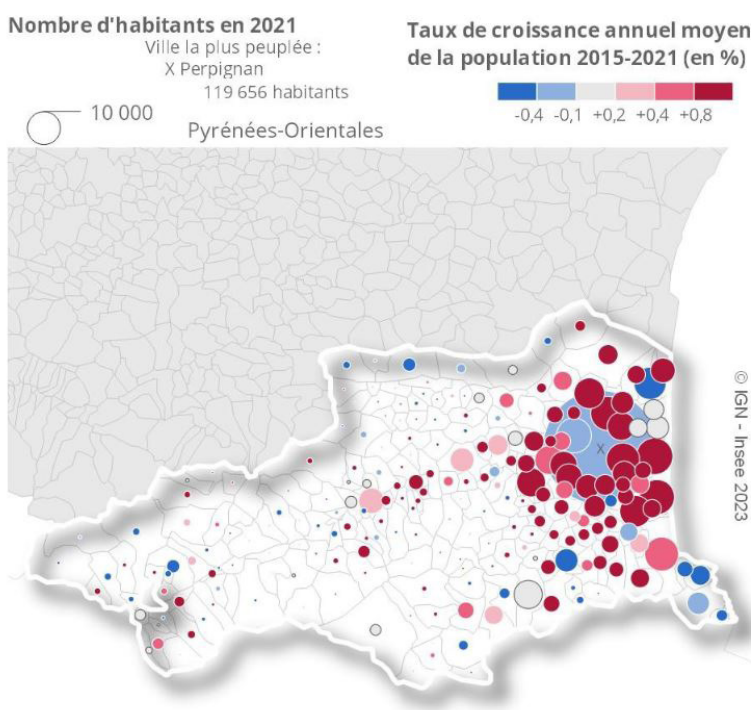 Nombre d'habitants en 2021
Ville la plus peuplée :
X Perpignan
119 656 habitants
10 000
Pyrénées-Orientales
Taux de croissance annuel moyen
de la population 2015-2021 (en %)
-0,4 -0,1 +0,2 +0,4 +0,8
X
© IGN - Insee 2023